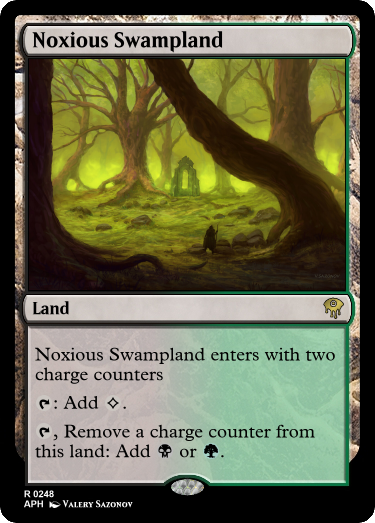 Noxious Swampland
Land
Noxious Swampland enters with two
charge counters
: Add .
, Remove a charge counter from
this land: Add or .
R 0248
APH VALERY SAZONOV